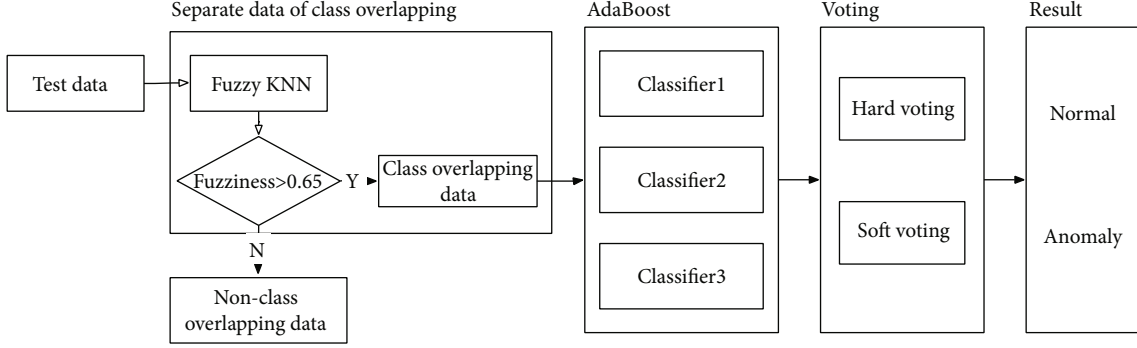 Separate data of class overlapping
AdaBoost
Voting
Result
Test data
Fuzzy KNN
Fuzziness>0.65
Y
Class overlapping
data
N
Non-class
overlapping data
Classifier1
Classifier2
Classifier3
Hard voting
Soft voting
Normal
Anomaly